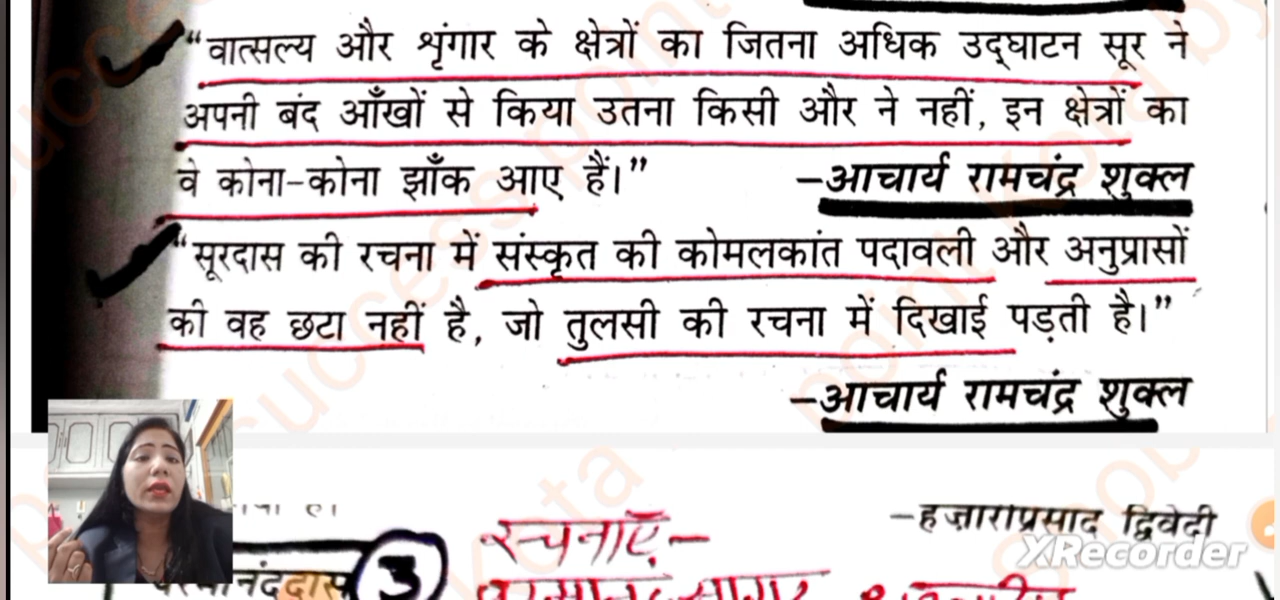 “वात्सल्य और शृंगार के क्षेत्रों का जितना अधिक उद्घाटन सूर ने
अपनी बंद आँखों से किया उतना किसी और ने नहीं, इन क्षेत्रों का
वे कोना-कोना झाँक आए हैं।” –आचार्य रामचंद्र शुक्ल
“सूरदास की रचना में संस्कृत की कोमलकांत पदावली और अनुप्रासों
की वह छटा नहीं है, जो तुलसी की रचना में दिखाई पड़ती है।”
–आचार्य रामचंद्र शुक्ल
–हजाराप्रसाद द्विवेदी
रचनाएँ–
XRecorder
3